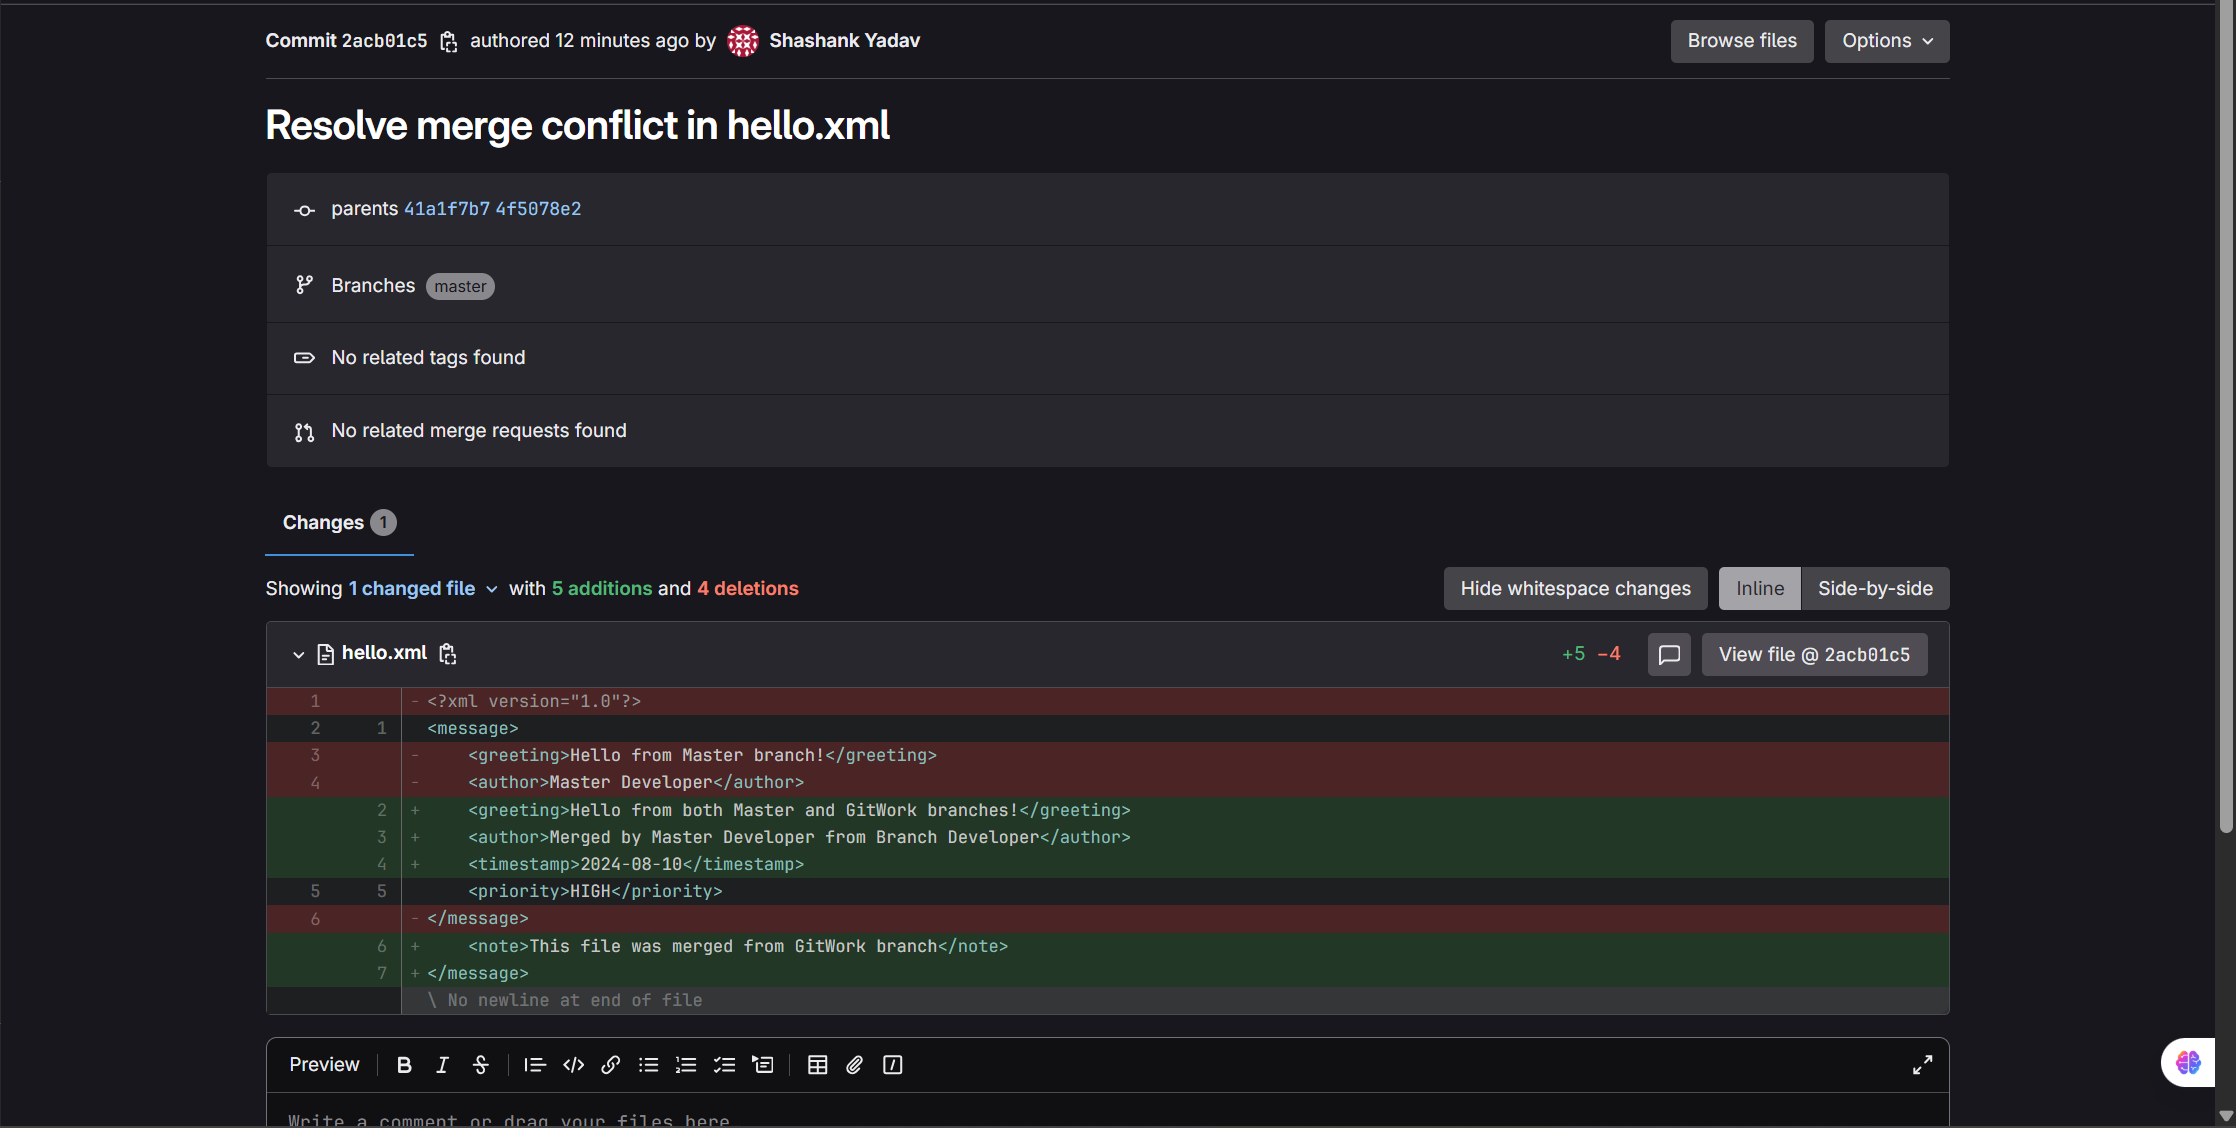 Commit 2acb01c5 authored 12 minutes ago by Shashank Yadav Browse files Options
Resolve merge conflict in hello.xml
parents 41a1f7b7 4f5078e2
Branches master
No related tags found
No related merge requests found
Changes 1
Showing 1 changed file with 5 additions and 4 deletions Hide whitespace changes Inline Side-by-side
hello.xml +5 −4 View file @ 2acb01c5
1 - <?xml version="1.0"?>
2 1 <message>
3 - <greeting>Hello from Master branch!</greeting>
4 - <author>Master Developer</author>
2 + <greeting>Hello from both Master and GitWork branches!</greeting>
3 + <author>Merged by Master Developer from Branch Developer</author>
4 + <timestamp>2024-08-10</timestamp>
5 5 <priority>HIGH</priority>
6 - </message>
6 + <note>This file was merged from GitWork branch</note>
7 + </message>
\ No newline at end of file
Preview
Write a comment or drag your files here